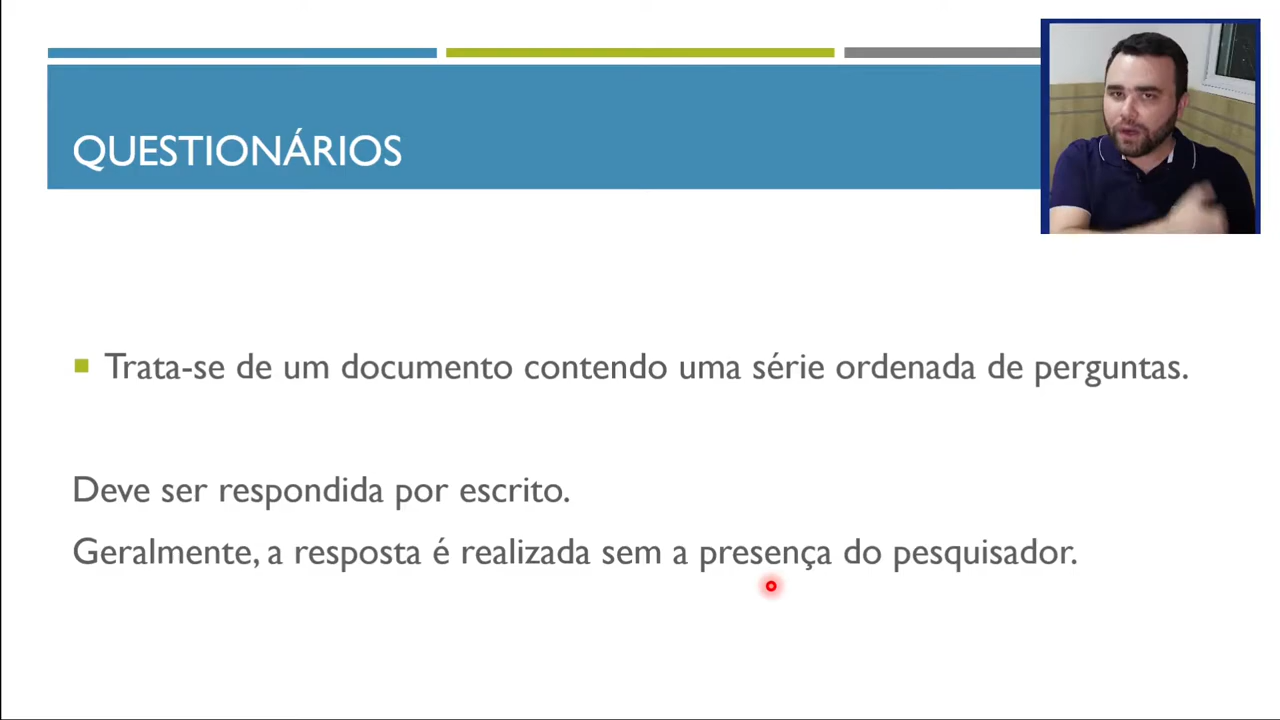 QUESTIONÁRIOS
Trata-se de um documento contendo uma série ordenada de perguntas.
Deve ser respondida por escrito.
Geralmente, a resposta é realizada sem a presença do pesquisador.